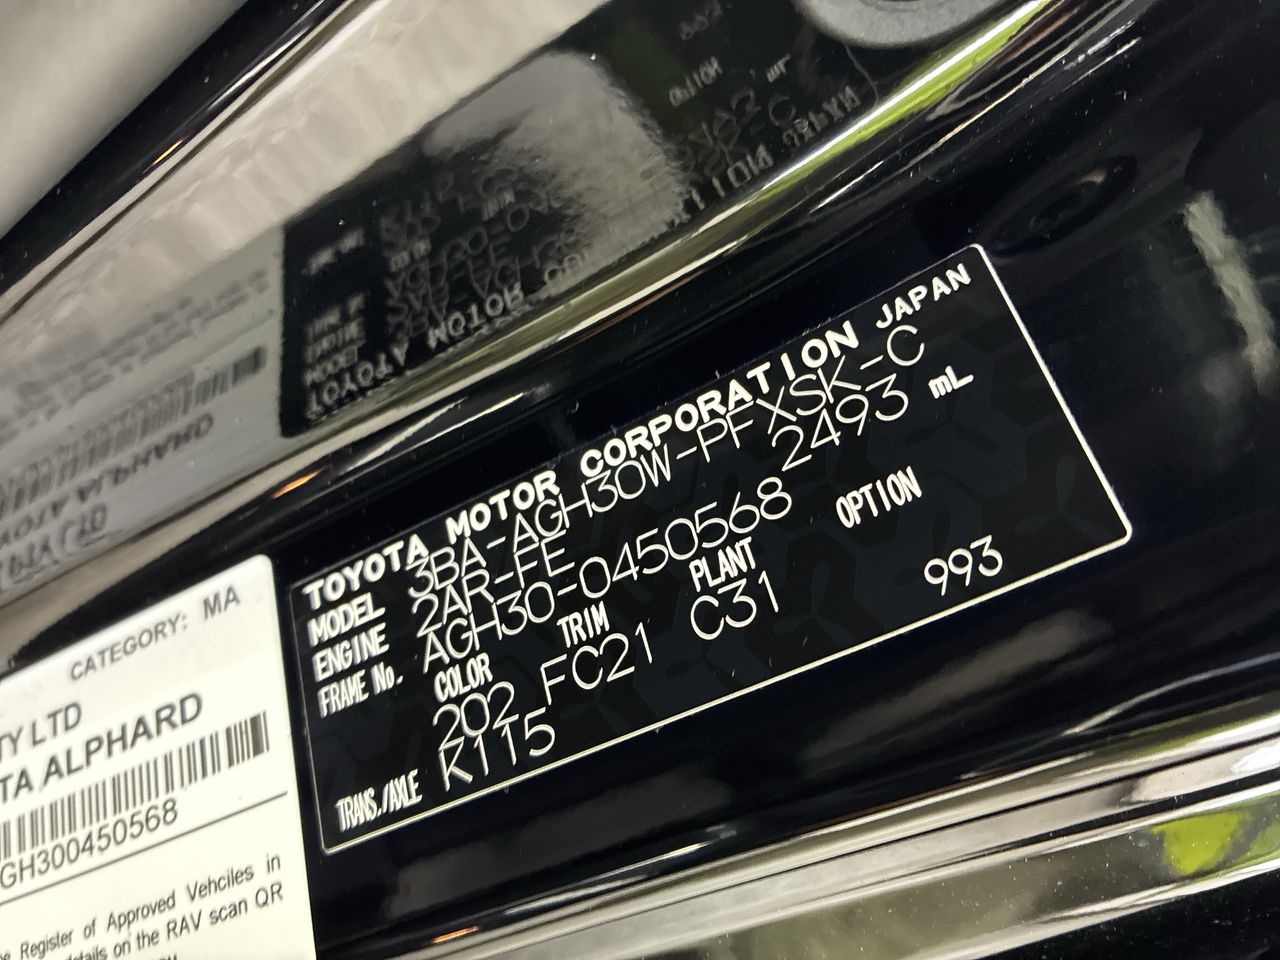 TOYOTA MOTOR CORPORATION JAPAN
MODEL 3BA-AGH30W-PFXSK-C
ENGINE 2AR-FE 2493 mL
FRAME No. AGH30-0450568
COLOR TRIM PLANT OPTION
202 FC21 C31 993
TRANS./AXLE K115
CATEGORY: MA
TY LTD
TA ALPHARD
GH300450568
Register of Approved Vehciles in
details on the RAV scan QR